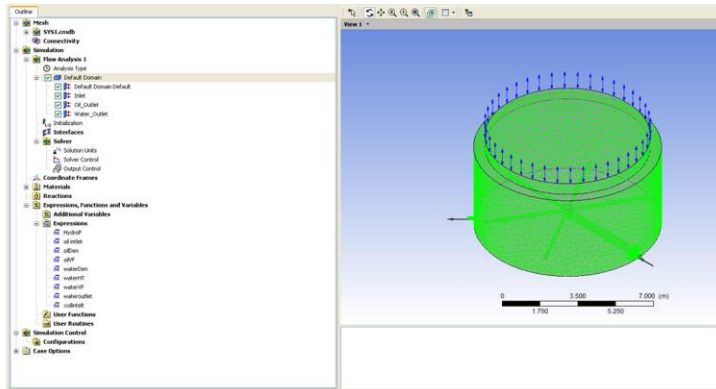 Outline
Mesh
SYS1.cmdb
Connectivity
Simulation
Flow Analysis 1
Analysis Type
Default Domain
Default Domain Default
Inlet
Oil_Outlet
Water_Outlet
Initialization
Interfaces
Solver
Solution Units
Solver Control
Output Control
Coordinate Frames
Materials
Reactions
Expressions, Functions and Variables
Additional Variables
Expressions
HydroP
oil intlet
oilDen
oilVF
waterDen
waterHT
waterVF
wateroutlet
User Functions
User Routines
Simulation Control
Configurations
Case Options
View 1
0 3.500 7.000 (m)
1.750 5.250